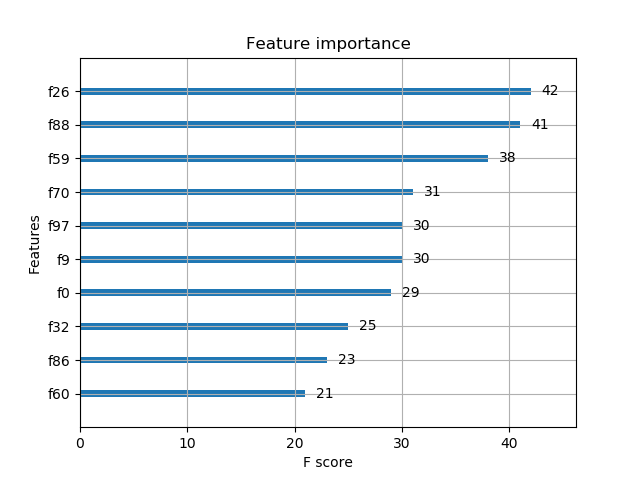 Feature importance
f26 42
f88 41
f59 38
f70 31
f97 30
f9 30
f0 29
f32 25
f86 23
f60 21
Features
0 10 20 30 40
F score